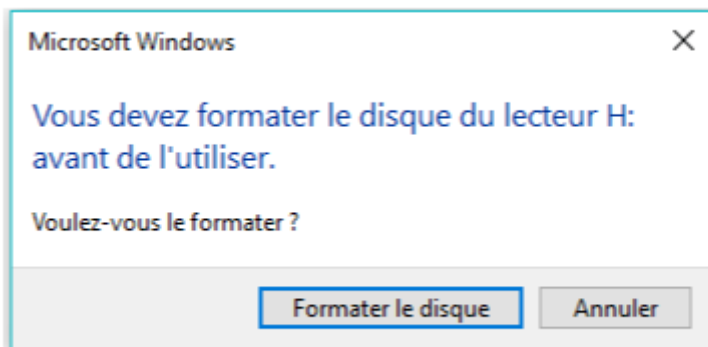 Microsoft Windows
Vous devez formater le disque du lecteur H:
avant de l'utiliser.
Voulez-vous le formater ?
Formater le disque
Annuler